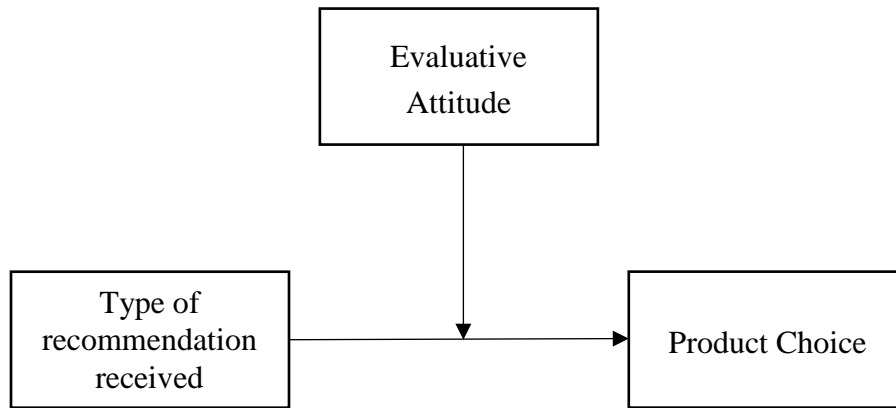 Evaluative
Attitude
Type of
recommendation
received
Product Choice